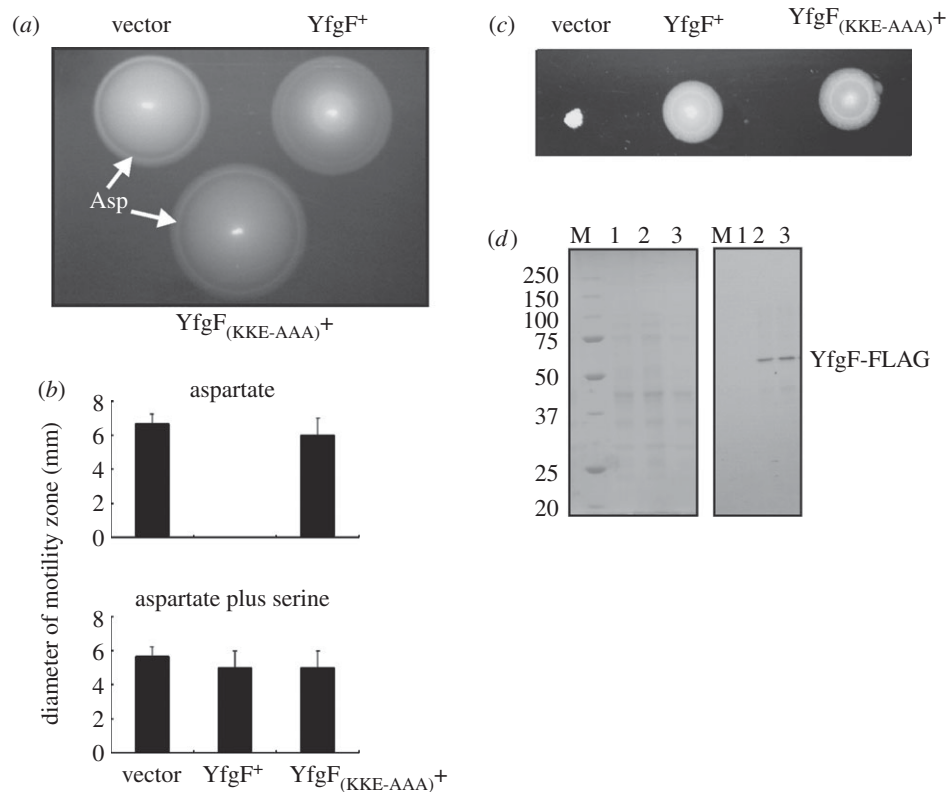 (a)
vector
YfgF+
Asp
YfgF(KKE-AAA)+
(b)
aspartate
8
6
4
2
0
aspartate plus serine
8
6
4
2
0
diameter of motility zone (mm)
vector
YfgF+
YfgF(KKE-AAA)+
(c)
vector
YfgF+
YfgF(KKE-AAA)+
(d)
M 1 2 3
M 1 2 3
250
150
100
75
50
37
25
20
YfgF-FLAG